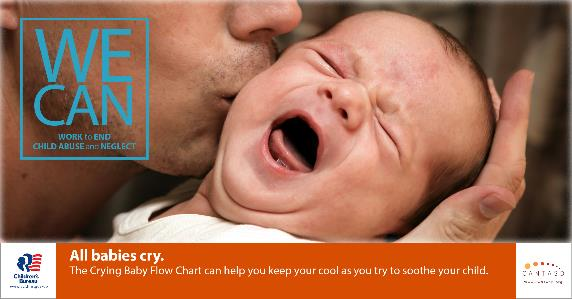 WE
CAN
WORK to END
CHILD ABUSE and NEGLECT
All babies cry.
The Crying Baby Flow Chart can help you keep your cool as you try to soothe your child.
Children's
Bureau
CANTASD